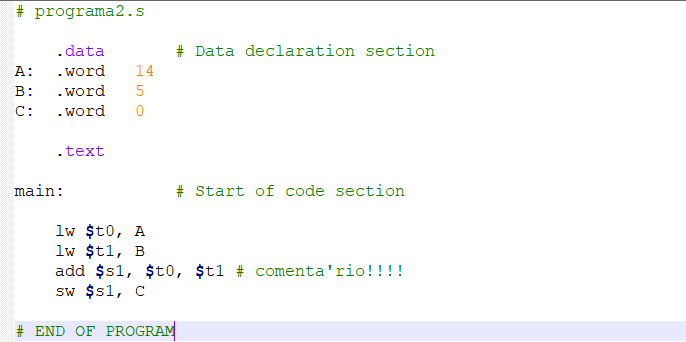 # programa2.s
.data # Data declaration section
A: .word 14
B: .word 5
C: .word 0
.text
main: # Start of code section
lw $t0, A
lw $t1, B
add $s1, $t0, $t1 # comenta'rio!!!!
sw $s1, C
# END OF PROGRAM